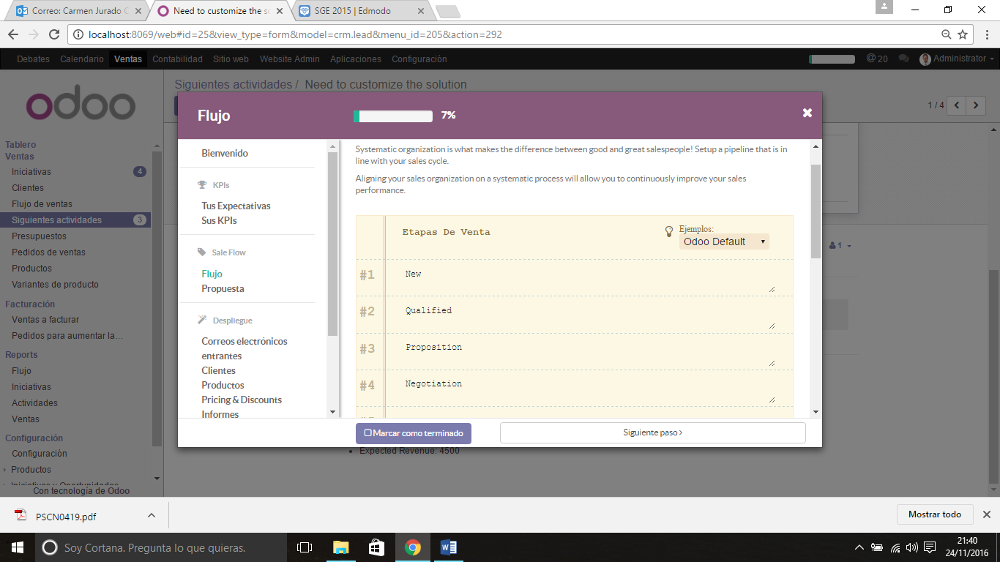 Correo: Carmen Jurado C
Need to customize the so
SGE 2015 | Edmodo
localhost:8069/web#id=25&view_type=form&model=crm.lead&menu_id=205&action=292
Debates Calendario Ventas Contabilidad Sitio web Website Admin Aplicaciones Configuración
@ 20
Administrator
odoo
Siguientes actividades / Need to customize the solution
1 / 4
Flujo
7%
Tablero
Ventas
Iniciativas 4
Clientes
Flujo de ventas
Siguientes actividades 3
Presupuestos
Pedidos de ventas
Productos
Variantes de producto
Facturación
Ventas a facturar
Pedidos para aumentar la...
Reports
Flujo
Iniciativas
Actividades
Ventas
Configuración
Configuración
Productos
Iniciativas y Oportunidades
Con tecnología de Odoo
Bienvenido
KPIs
Tus Expectativas
Sus KPIs
Sale Flow
Flujo
Propuesta
Despliegue
Correos electrónicos
entrantes
Clientes
Productos
Pricing & Discounts
Informes
Systematic organization is what makes the difference between good and great salespeople! Setup a pipeline that is in
line with your sales cycle.
Aligning your sales organization on a systematic process will allow you to continuously improve your sales
performance.
Etapas De Venta
Ejemplos:
Odoo Default
#1 New
#2 Qualified
#3 Proposition
#4 Negotiation
1
Marcar como terminado
Siguiente paso
Expected Revenue: 4500
PSCN0419.pdf
Mostrar todo
Soy Cortana. Pregunta lo que quieras.
21:40
24/11/2016